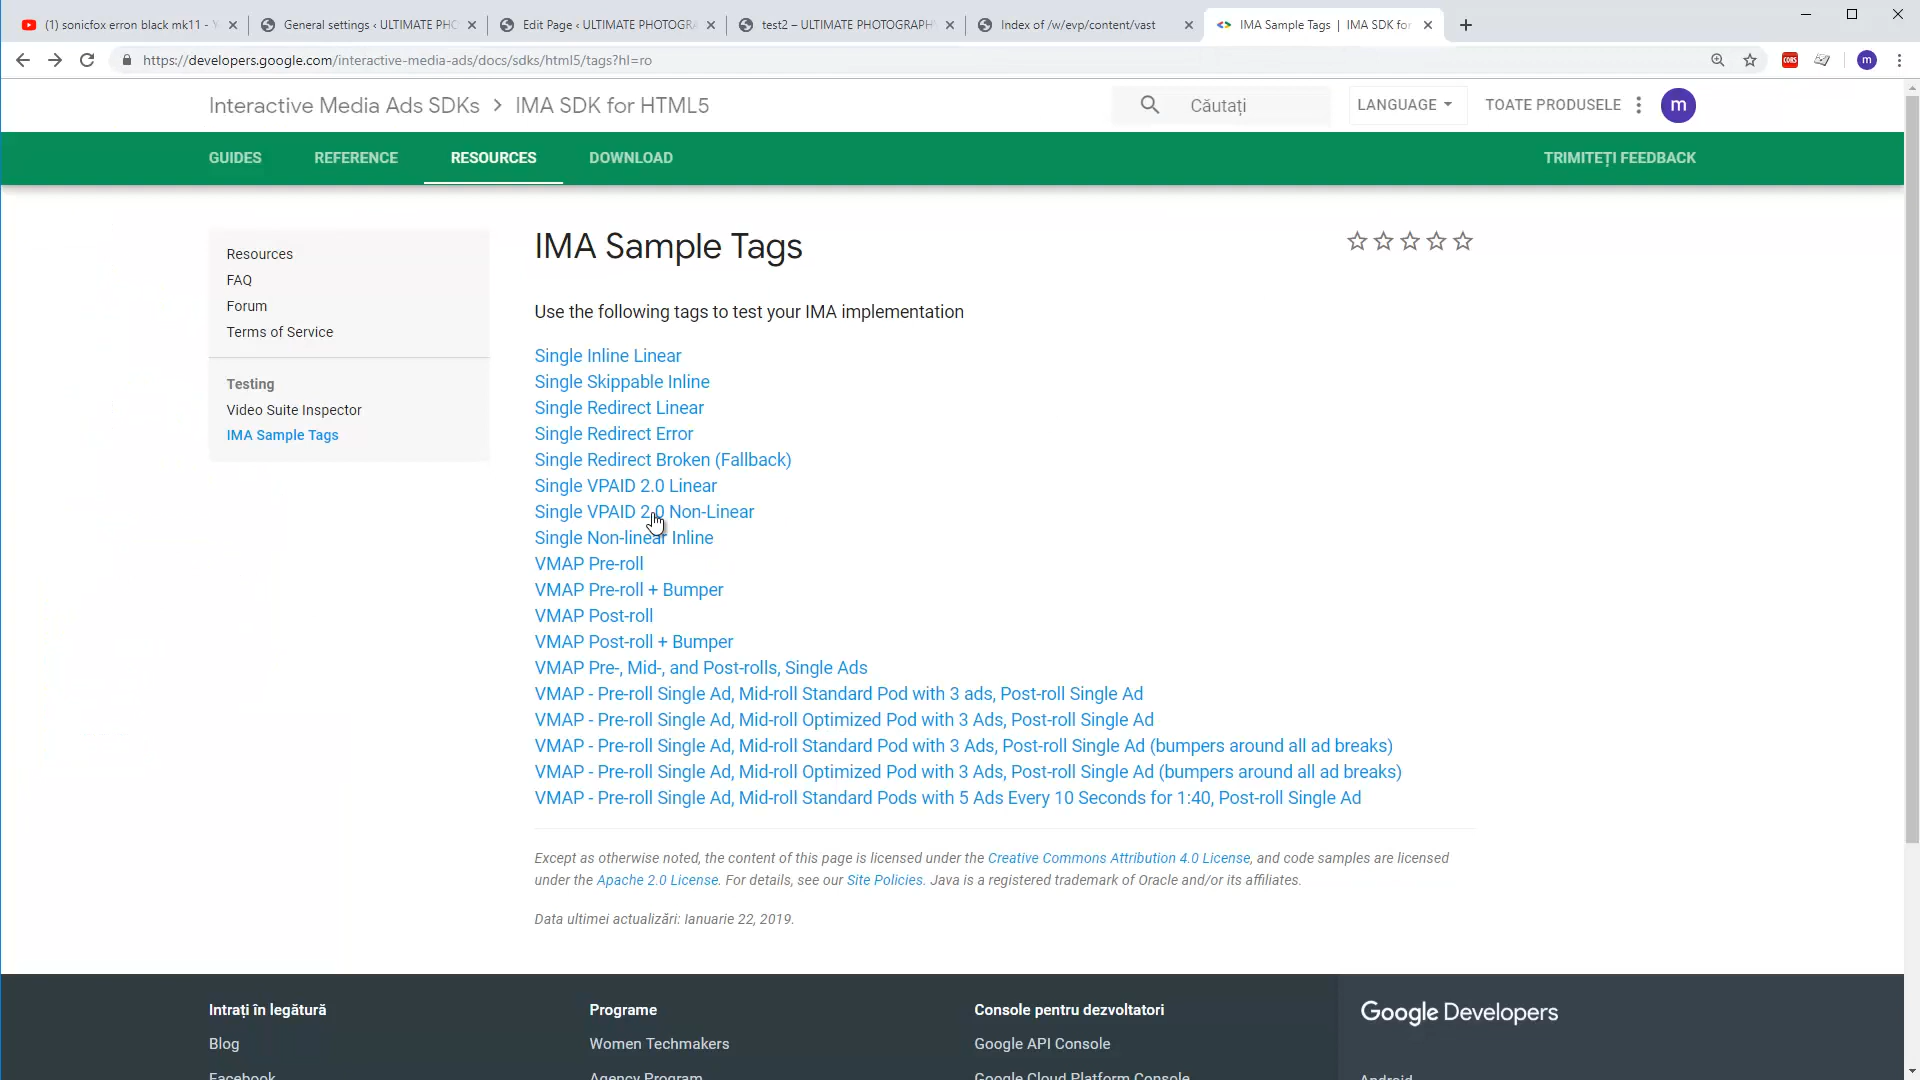 (1) sonicfox erron black mk11 - Y
General settings ‹ ULTIMATE PHO
Edit Page ‹ ULTIMATE PHOTOGRA
test2 – ULTIMATE PHOTOGRAPHY
Index of /w/evp/content/vast
IMA Sample Tags | IMA SDK for
https://developers.google.com/interactive-media-ads/docs/sdks/html5/tags?hl=ro
CORS
m
Interactive Media Ads SDKs > IMA SDK for HTML5
Căutați
LANGUAGE
TOATE PRODUSELE
m
GUIDES
REFERENCE
RESOURCES
DOWNLOAD
TRIMITEȚI FEEDBACK
Resources
FAQ
Forum
Terms of Service
Testing
Video Suite Inspector
IMA Sample Tags
IMA Sample Tags
Use the following tags to test your IMA implementation
Single Inline Linear
Single Skippable Inline
Single Redirect Linear
Single Redirect Error
Single Redirect Broken (Fallback)
Single VPAID 2.0 Linear
Single VPAID 2.0 Non-Linear
Single Non-linear Inline
VMAP Pre-roll
VMAP Pre-roll + Bumper
VMAP Post-roll
VMAP Post-roll + Bumper
VMAP Pre-, Mid-, and Post-rolls, Single Ads
VMAP - Pre-roll Single Ad, Mid-roll Standard Pod with 3 ads, Post-roll Single Ad
VMAP - Pre-roll Single Ad, Mid-roll Optimized Pod with 3 Ads, Post-roll Single Ad
VMAP - Pre-roll Single Ad, Mid-roll Standard Pod with 3 Ads, Post-roll Single Ad (bumpers around all ad breaks)
VMAP - Pre-roll Single Ad, Mid-roll Optimized Pod with 3 Ads, Post-roll Single Ad (bumpers around all ad breaks)
VMAP - Pre-roll Single Ad, Mid-roll Standard Pods with 5 Ads Every 10 Seconds for 1:40, Post-roll Single Ad
Except as otherwise noted, the content of this page is licensed under the Creative Commons Attribution 4.0 License, and code samples are licensed
under the Apache 2.0 License. For details, see our Site Policies. Java is a registered trademark of Oracle and/or its affiliates.
Data ultimei actualizări: Ianuarie 22, 2019.
Intrați în legătură
Blog
Facebook
Programe
Women Techmakers
Agency Program
Console pentru dezvoltatori
Google API Console
Google Cloud Platform Console
Google Developers
Android